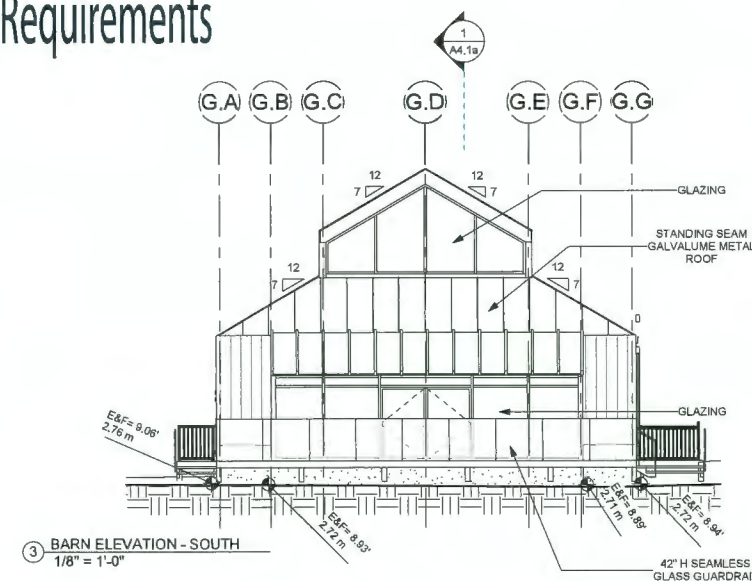 Requirements
1
A4.1a
G.A G.B G.C G.D G.E G.F G.G
12 12
7 7
GLAZING
STANDING SEAM
GALVALUME METAL
ROOF
12 12
7 7
GLAZING
E&F= 9.06'
2.76 m
E&F= 8.93'
2.72 m
E&F= 8.89'
2.71 m
E&F= 8.94'
2.72 m
3 BARN ELEVATION - SOUTH
1/8" = 1'-0"
42" H SEAMLESS
GLASS GUARDRAI